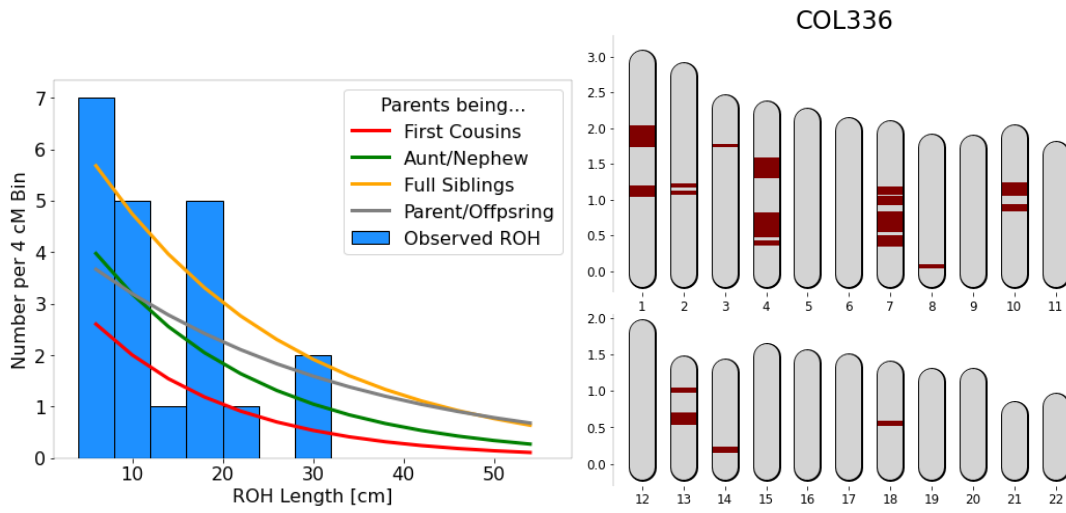 COL336
Number per 4 cM Bin
7
6
5
4
3
2
1
0
Parents being...
First Cousins
Aunt/Nephew
Full Siblings
Parent/Offpsring
Observed ROH
10 20 30 40 50
ROH Length [cm]
3.0
2.5
2.0
1.5
1.0
0.5
0.0
1 2 3 4 5 6 7 8 9 10 11
2.0
1.5
1.0
0.5
0.0
12 13 14 15 16 17 18 19 20 21 22